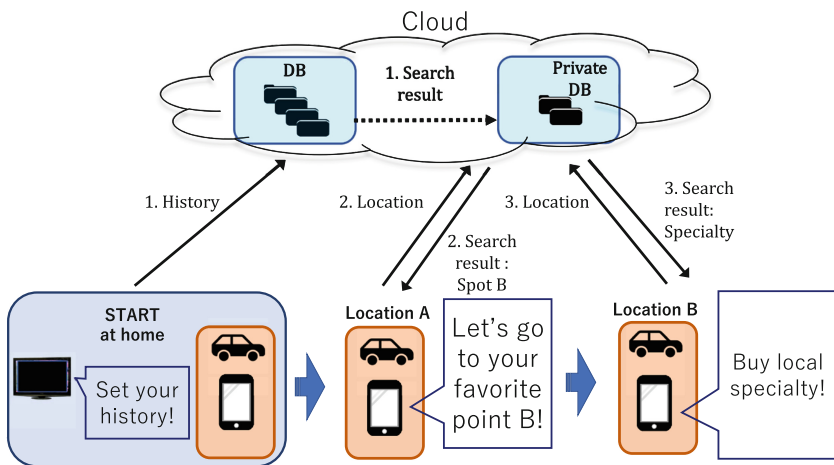 Cloud
DB
1. Search
result
Private
DB
1. History
2. Location
2. Search
result :
Spot B
3. Location
3. Search
result:
Specialty
START
at home
Set your
history!
Location A
Let's go
to your
favorite
point B!
Location B
Buy local
specialty!